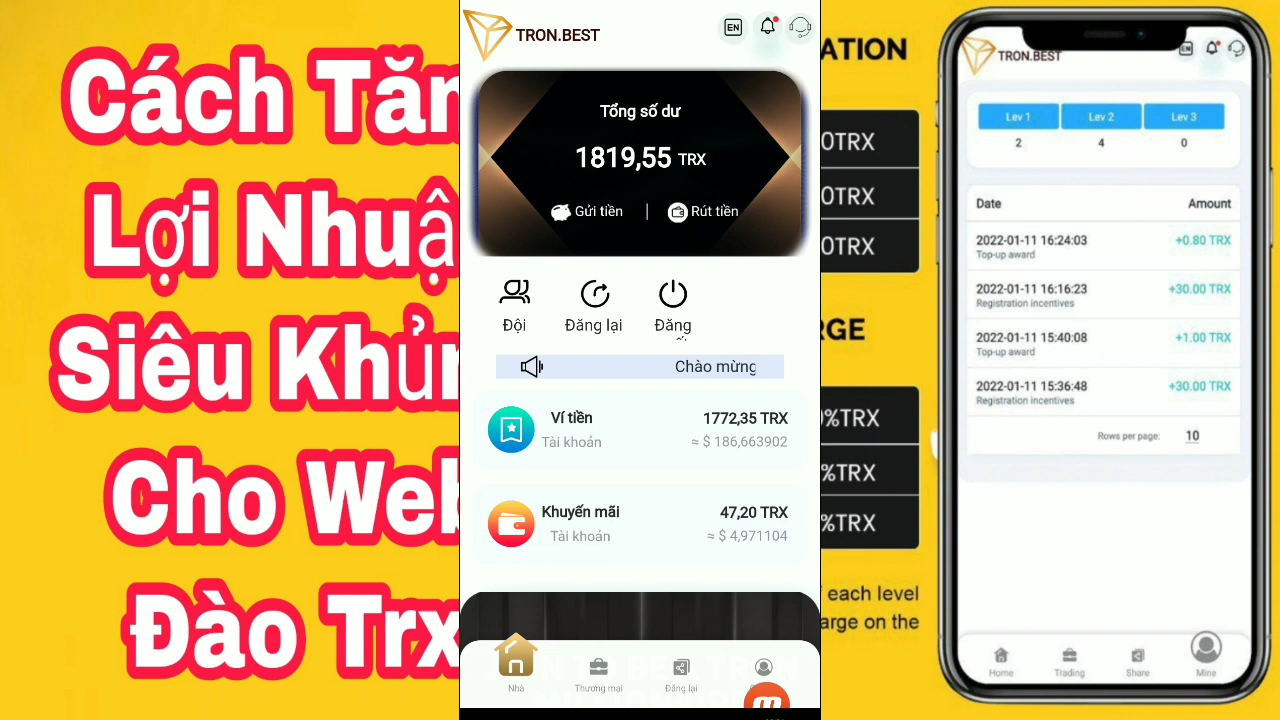 Cách Tăn
Lợi Nhuậ
Siêu Khủn
Cho Web
Đào Trx
TRON.BEST
EN
Tổng số dư
1819,55 TRX
Gửi tiền | Rút tiền
Đội
Đăng lại
Đăng
Chào mừng
Ví tiền
1772,35 TRX
Tài khoản
≈ $ 186,663902
Khuyến mãi
47,20 TRX
Tài khoản
≈ $ 4,971104
Nhà
Thương mại
Đăng lại
ATION
0TRX
0TRX
0TRX
RGE
%TRX
%TRX
%TRX
each level
arge on the
TRON.BEST
EN
Lev 1
Lev 2
Lev 3
2
4
0
Date
Amount
2022-01-11 16:24:03
+0.80 TRX
Top-up award
2022-01-11 16:16:23
+30.00 TRX
Registration incentives
2022-01-11 15:40:08
+1.00 TRX
Top-up award
2022-01-11 15:36:48
+30.00 TRX
Registration incentives
Rows per page: 10
Home
Trading
Share
Mine